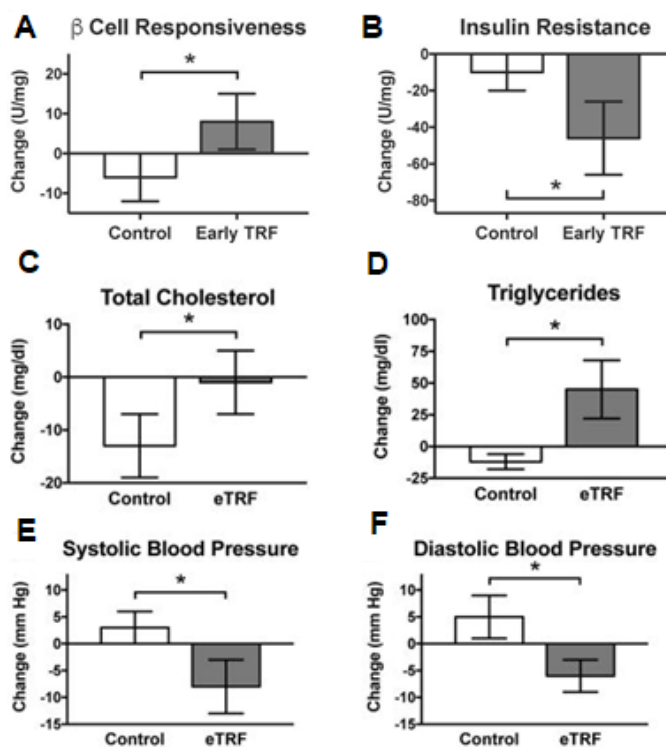 A
β Cell Responsiveness
*
Change (U/mg)
20
10
0
-10
Control
Early TRF
B
Insulin Resistance
Change (U/mg)
0
-20
-40
-60
-80
*
Control
Early TRF
C
Total Cholesterol
*
Change (mg/dl)
10
0
-10
-20
Control
eTRF
D
Triglycerides
*
Change (mg/dl)
100
75
50
25
0
-25
Control
eTRF
E
Systolic Blood Pressure
*
Change (mm Hg)
10
5
0
-5
-10
-15
Control
eTRF
F
Diastolic Blood Pressure
*
Change (mm Hg)
10
5
0
-5
-10
-15
Control
eTRF